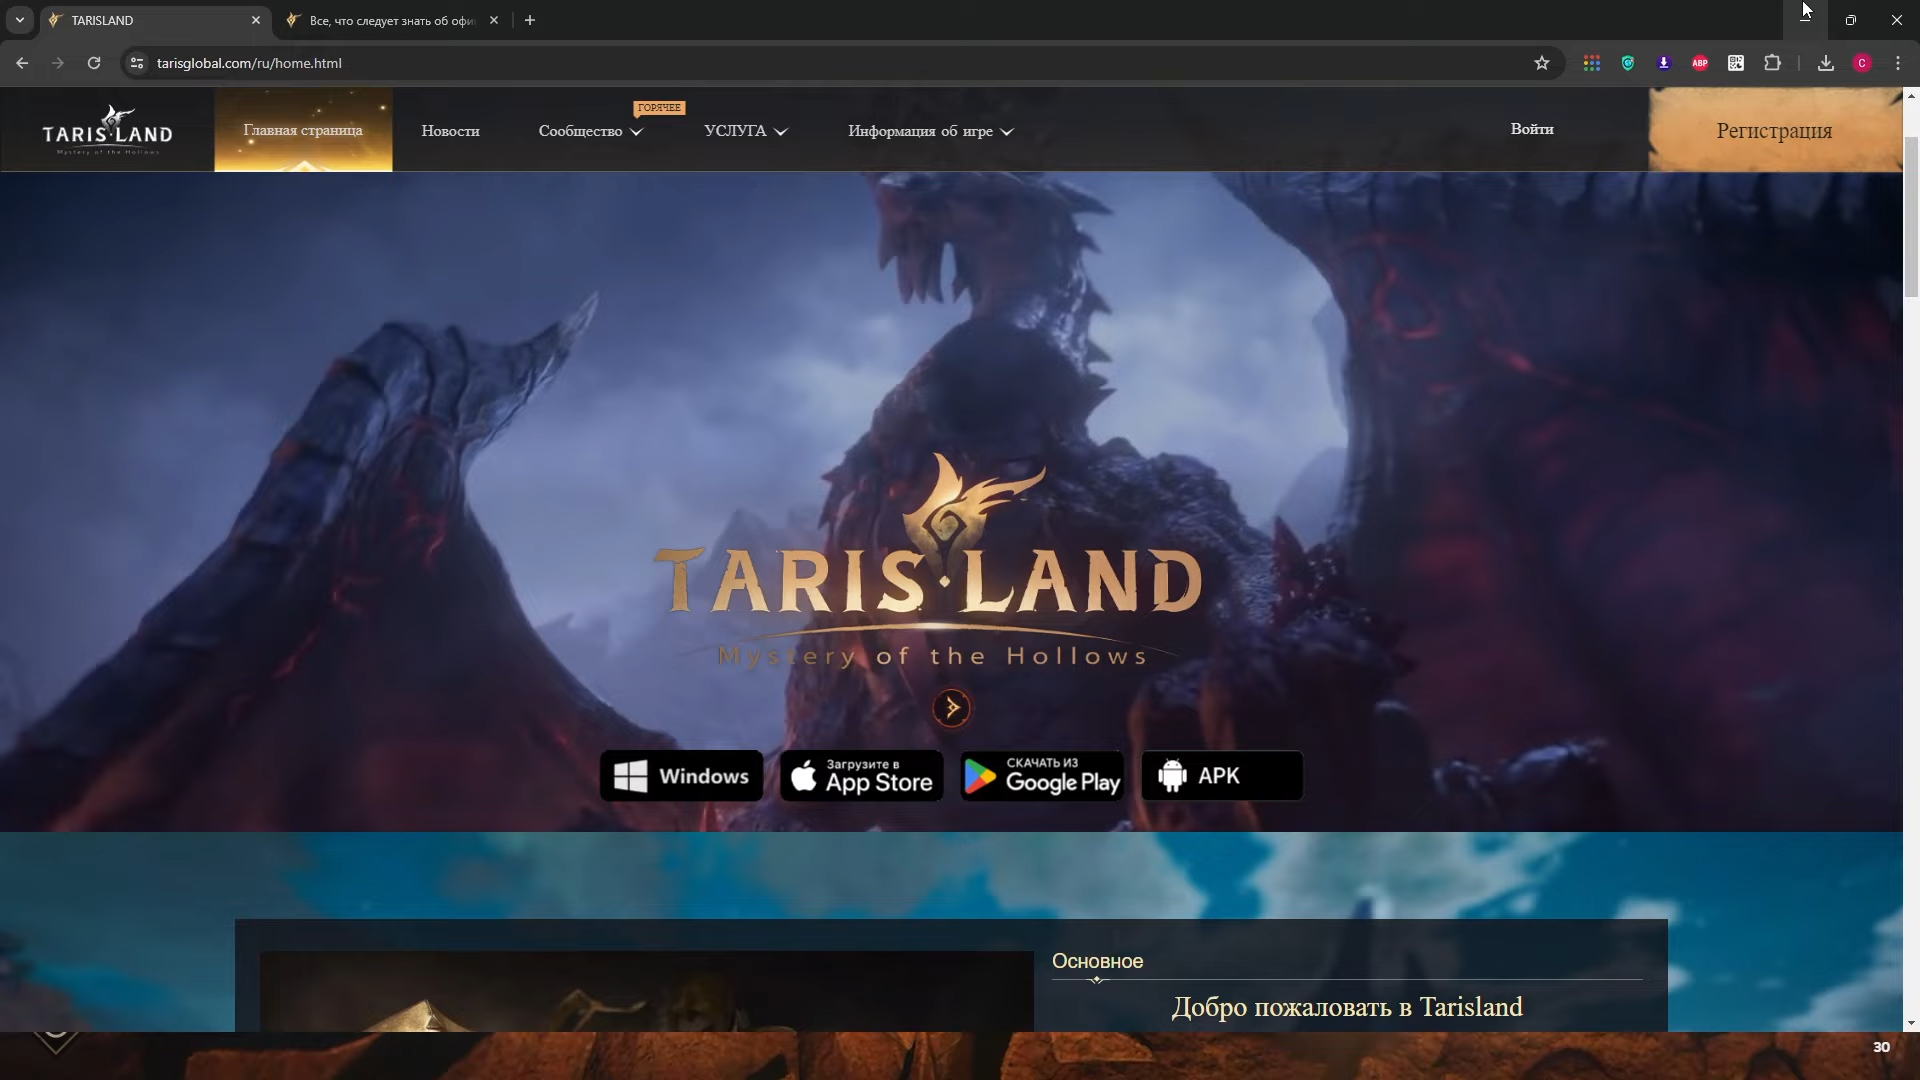 TARISLAND
Все, что следует знать об офи
tarisglobal.com/ru/home.html
ABP
C
ГОРЯЧЕЕ
TARISLAND
Mystery of the Hollows
Главная страница
Новости
Сообщество
УСЛУГА
Информация об игре
Войти
Регистрация
TARIS·LAND
Mystery of the Hollows
Windows
Загрузите в
App Store
СКАЧАТЬ ИЗ
Google Play
APK
Основное
Добро пожаловать в Tarisland
30